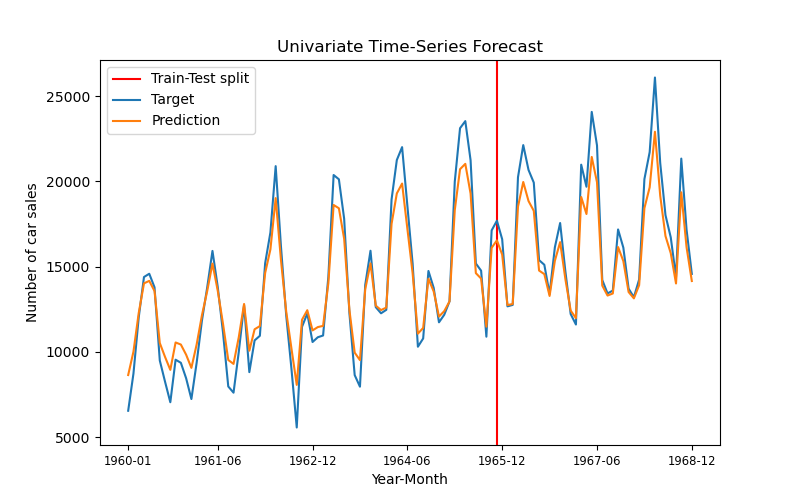 Univariate Time-Series Forecast
Train-Test split
Target
Prediction
Number of car sales
25000
20000
15000
10000
5000
1960-01 1961-06 1962-12 1964-06 1965-12 1967-06 1968-12
Year-Month